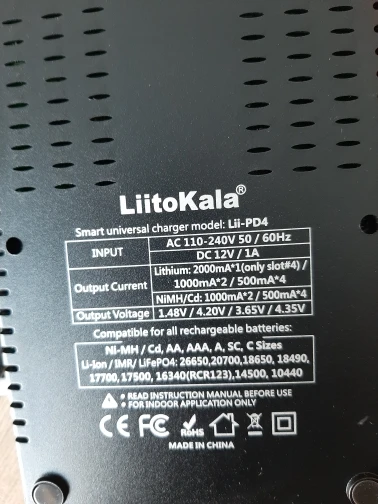 LiitoKala®
Smart universal charger model: Lii-PD4
INPUT
AC 110-240V 50 / 60Hz
DC 12V / 1A
Output Current
Lithium: 2000mA*1(only slot#4) /
1000mA*2 / 500mA*4
NiMH/Cd: 1000mA*2 / 500mA*4
Output Voltage 1.48V / 4.20V / 3.65V / 4.35V
Compatible for all rechargeable batteries:
Ni-MH / Cd, AA, AAA, A, SC, C Sizes
Li-Ion / IMR/ LiFePO4: 26650,20700,18650, 18490,
17700,17500, 16340(RCR123),14500, 10440
• READ INSTRUCTION MANUAL BEFORE USE
• FOR INDOOR APPLICATION ONLY
CE FC RoHS
MADE IN CHINA